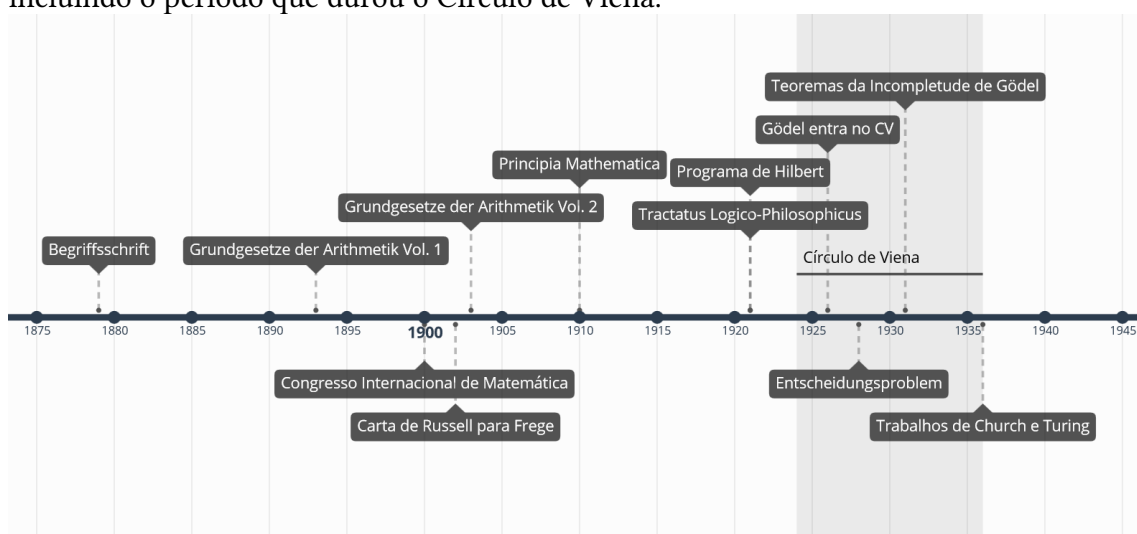 incluindo o período que durou o Círculo de Viena.
Teoremas da Incompletude de Gödel
Gödel entra no CV
Principia Mathematica
Programa de Hilbert
Grundgesetze der Arithmetik Vol. 2
Tractatus Logico-Philosophicus
Begriffsschrift
Grundgesetze der Arithmetik Vol. 1
Círculo de Viena
1875 1880 1885 1890 1895 1900 1905 1910 1915 1920 1925 1930 1935 1940 1945
Congresso Internacional de Matemática
Entscheidungsproblem
Carta de Russell para Frege
Trabalhos de Church e Turing